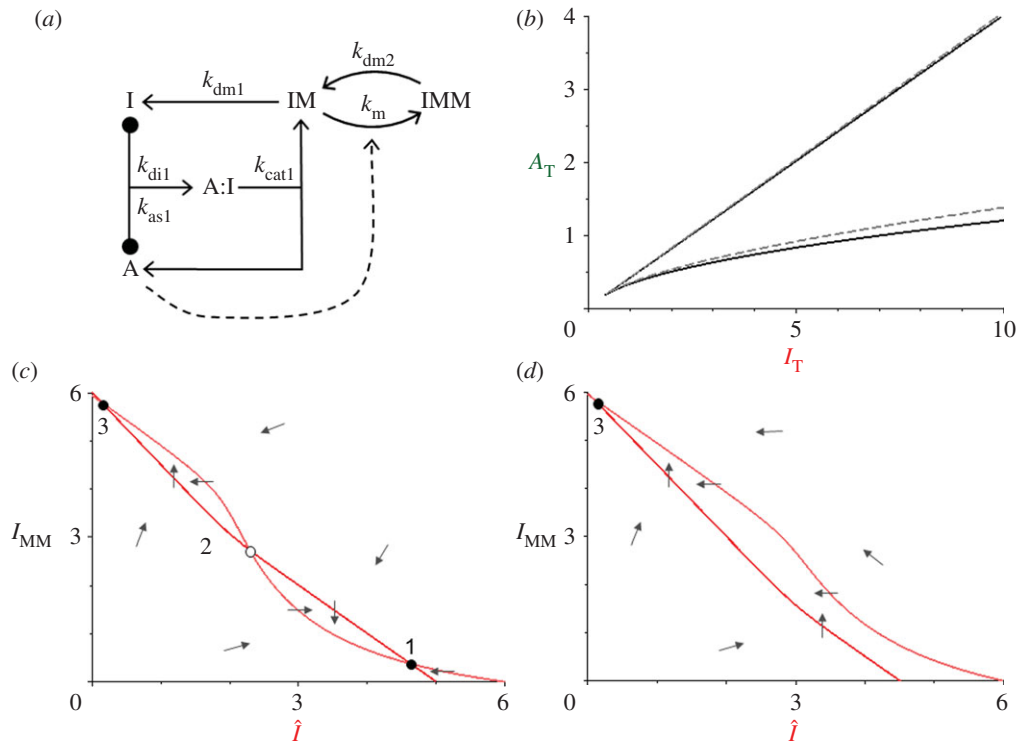 (a)
k_dm2
k_dm1
I
IM
k_m
IMM
k_di1
k_as1
A:I
k_cat1
A
(b)
4
A_T
2
1
0
5
10
I_T
(c)
6
3
2
I_MM
3
1
0
3
6
Î
(d)
6
3
I_MM
3
0
3
6
Î